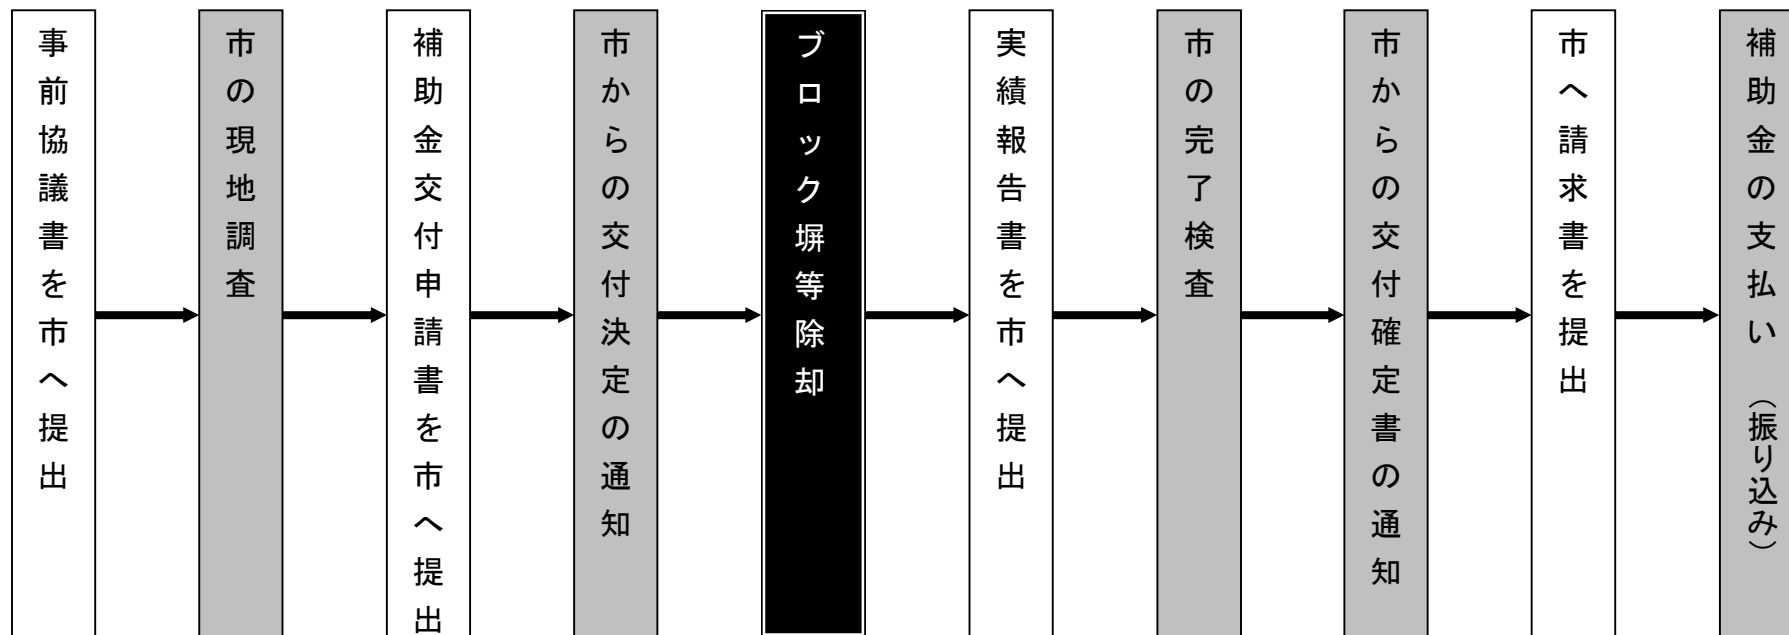 事前協議書を市へ提出
市の現地調査
補助金交付申請書を市へ提出
市からの交付決定の通知
ブロック塀等除却
実績報告書を市へ提出
市の完了検査
市からの交付確定書の通知
市へ請求書を提出
補助金の支払い（振り込み）